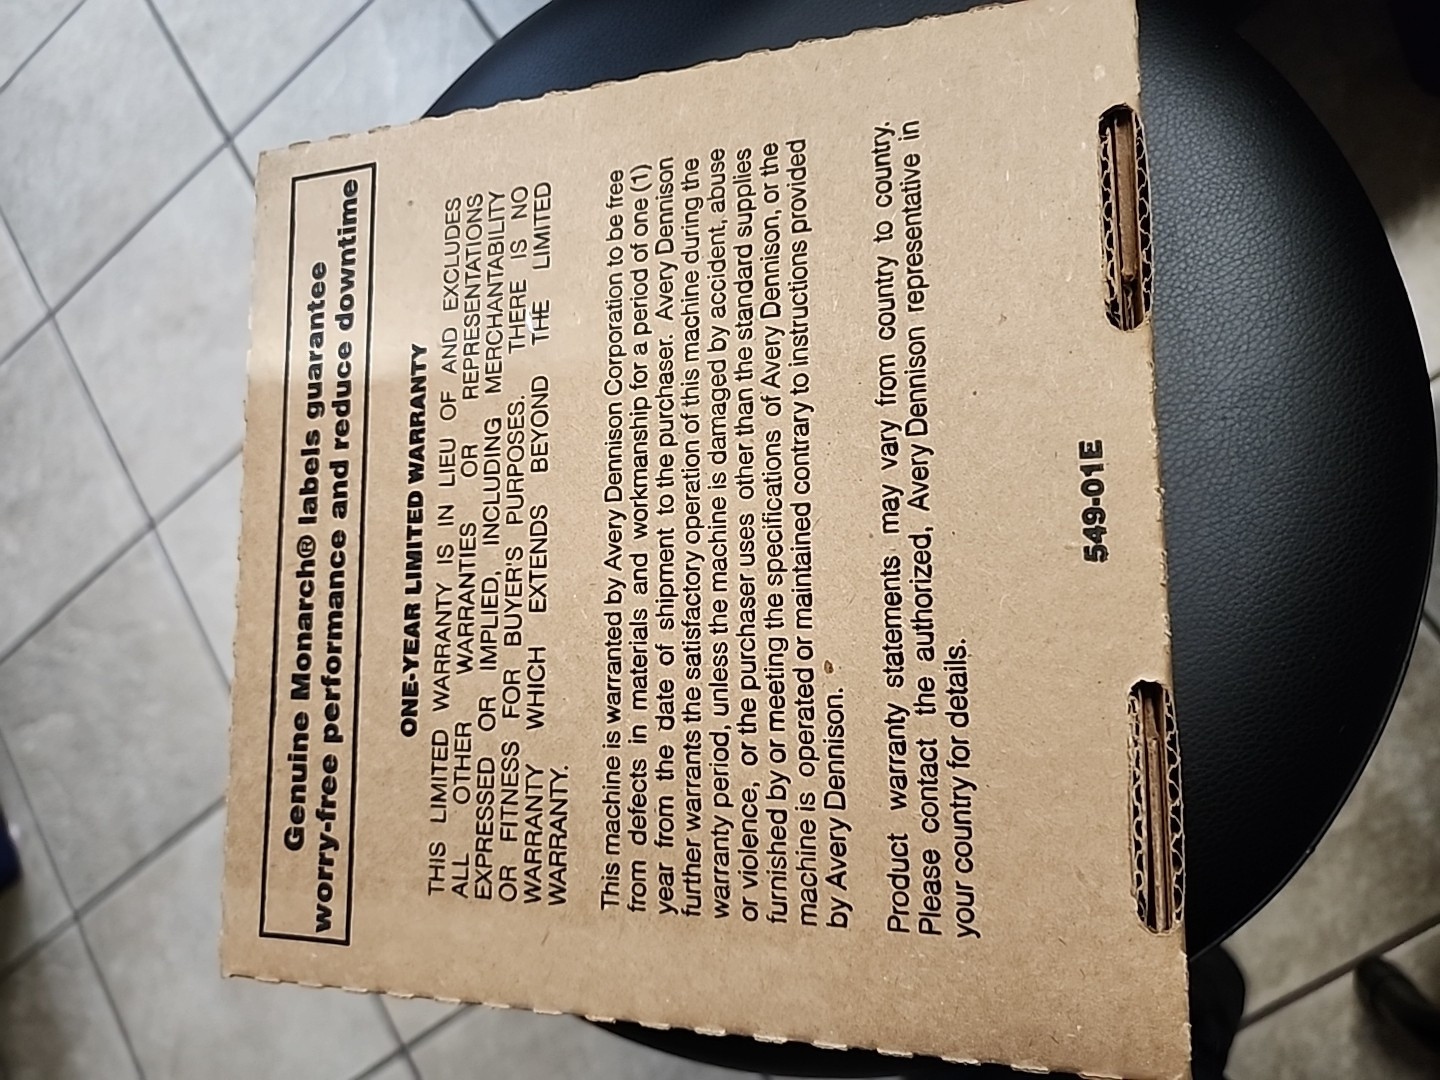 Genuine Monarch® labels guarantee
worry-free performance and reduce downtime
ONE-YEAR LIMITED WARRANTY
THIS LIMITED WARRANTY IS IN LIEU OF AND EXCLUDES
ALL OTHER WARRANTIES OR REPRESENTATIONS
EXPRESSED OR IMPLIED, INCLUDING MERCHANTABILITY
OR FITNESS FOR BUYER'S PURPOSES. THERE IS NO
WARRANTY WHICH EXTENDS BEYOND THE LIMITED
WARRANTY.
This machine is warranted by Avery Dennison Corporation to be free
from defects in materials and workmanship for a period of one (1)
year from the date of shipment to the purchaser. Avery Dennison
further warrants the satisfactory operation of this machine during the
warranty period, unless the machine is damaged by accident, abuse
or violence, or the purchaser uses other than the standard supplies
furnished by or meeting the specifications of Avery Dennison, or the
machine is operated or maintained contrary to instructions provided
by Avery Dennison.
Product warranty statements may vary from country to country.
Please contact the authorized, Avery Dennison representative in
your country for details.
549-01E